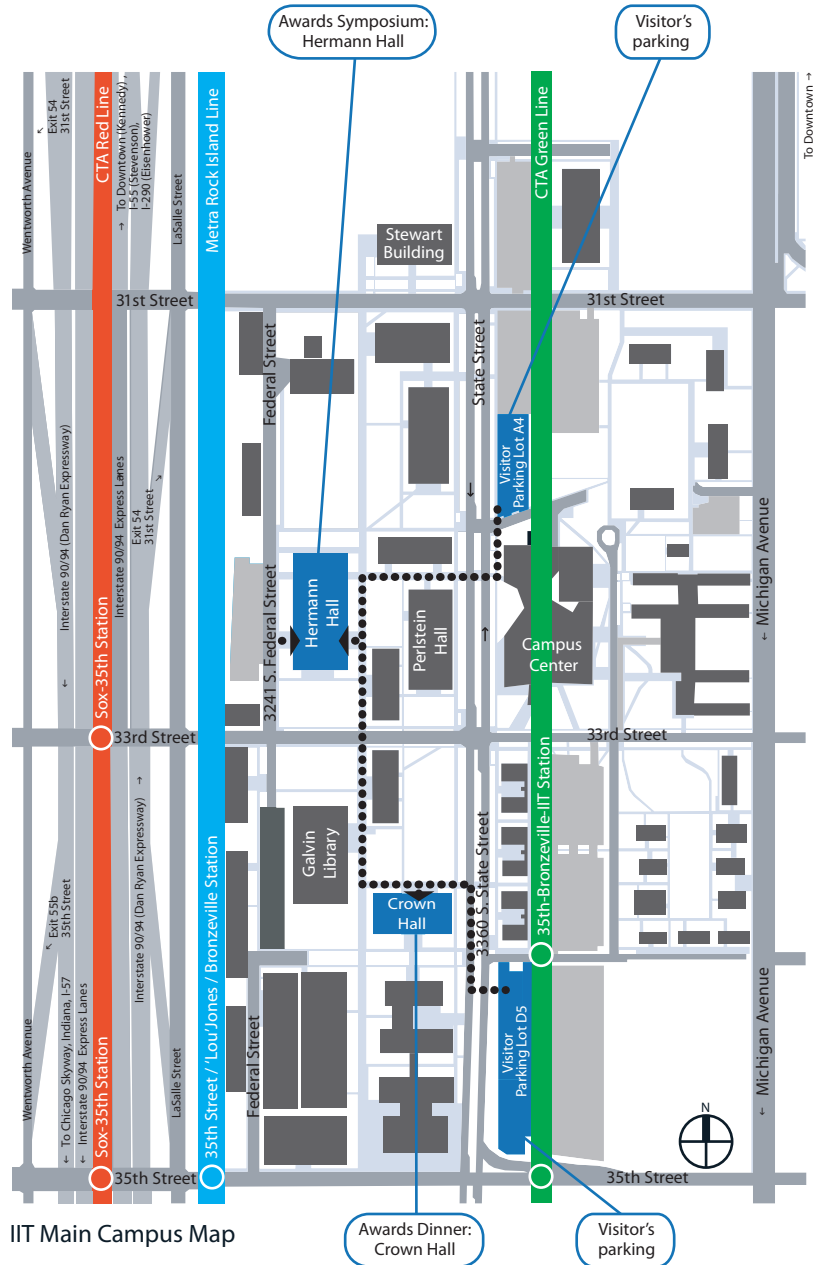 Awards Symposium:
Hermann Hall
Visitor's
parking
Wentworth Avenue
Exit 54
31st Street
CTA Red Line
To Downtown (Kennedy),
I-55 (Stevenson),
I-290 (Eisenhower)
LaSalle Street
Metra Rock Island Line
CTA Green Line
To Downtown →
Stewart
Building
31st Street
31st Street
Federal Street
State Street
Visitor
Parking Lot A4
Interstate 90/94 (Dan Ryan Expressway)
Interstate 90/94 Express Lanes
Exit 54
31st Street
Michigan Avenue
Sox-35th Station
3241 S. Federal Street
Hermann
Hall
Perlstein
Hall
Campus
Center
33rd Street
33rd Street
Interstate 90/94 (Dan Ryan Expressway)
Galvin
Library
Crown
Hall
3360 S. State Street
35th-Bronzeville-IIT Station
Exit 55b
35th Street
Wentworth Avenue
To Chicago Skyway, Indiana, I-57
Interstate 90/94 Express Lanes
Sox-35th Station
LaSalle Street
35th Street / 'Lou' Jones / Bronzeville Station
Federal Street
Visitor
Parking Lot D5
Michigan Avenue
N
35th Street
35th Street
IIT Main Campus Map
Awards Dinner:
Crown Hall
Visitor's
parking